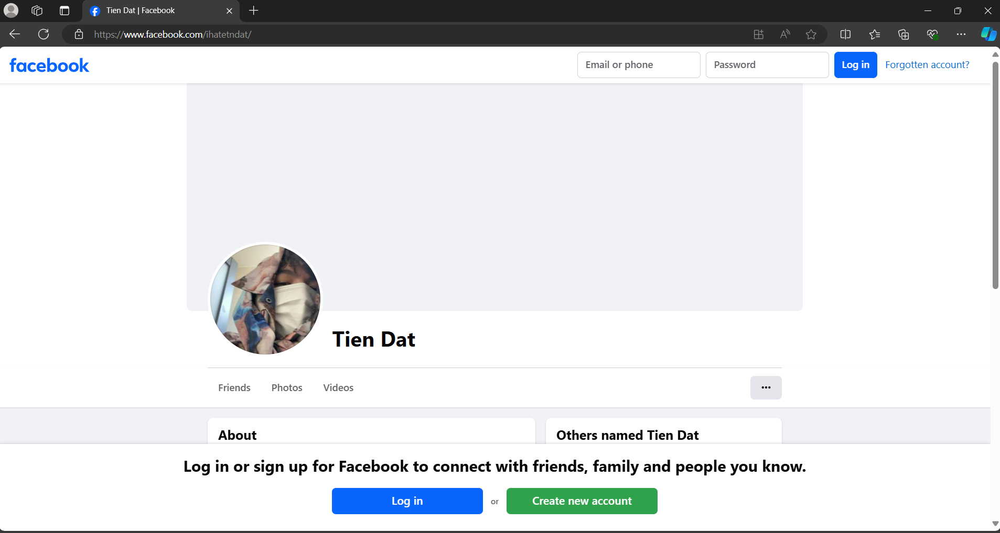 Tien Dat | Facebook
https://www.facebook.com/ihatetndat/
facebook
Email or phone
Password
Log in
Forgotten account?
Tien Dat
Friends
Photos
Videos
About
Others named Tien Dat
Log in or sign up for Facebook to connect with friends, family and people you know.
Log in
or
Create new account